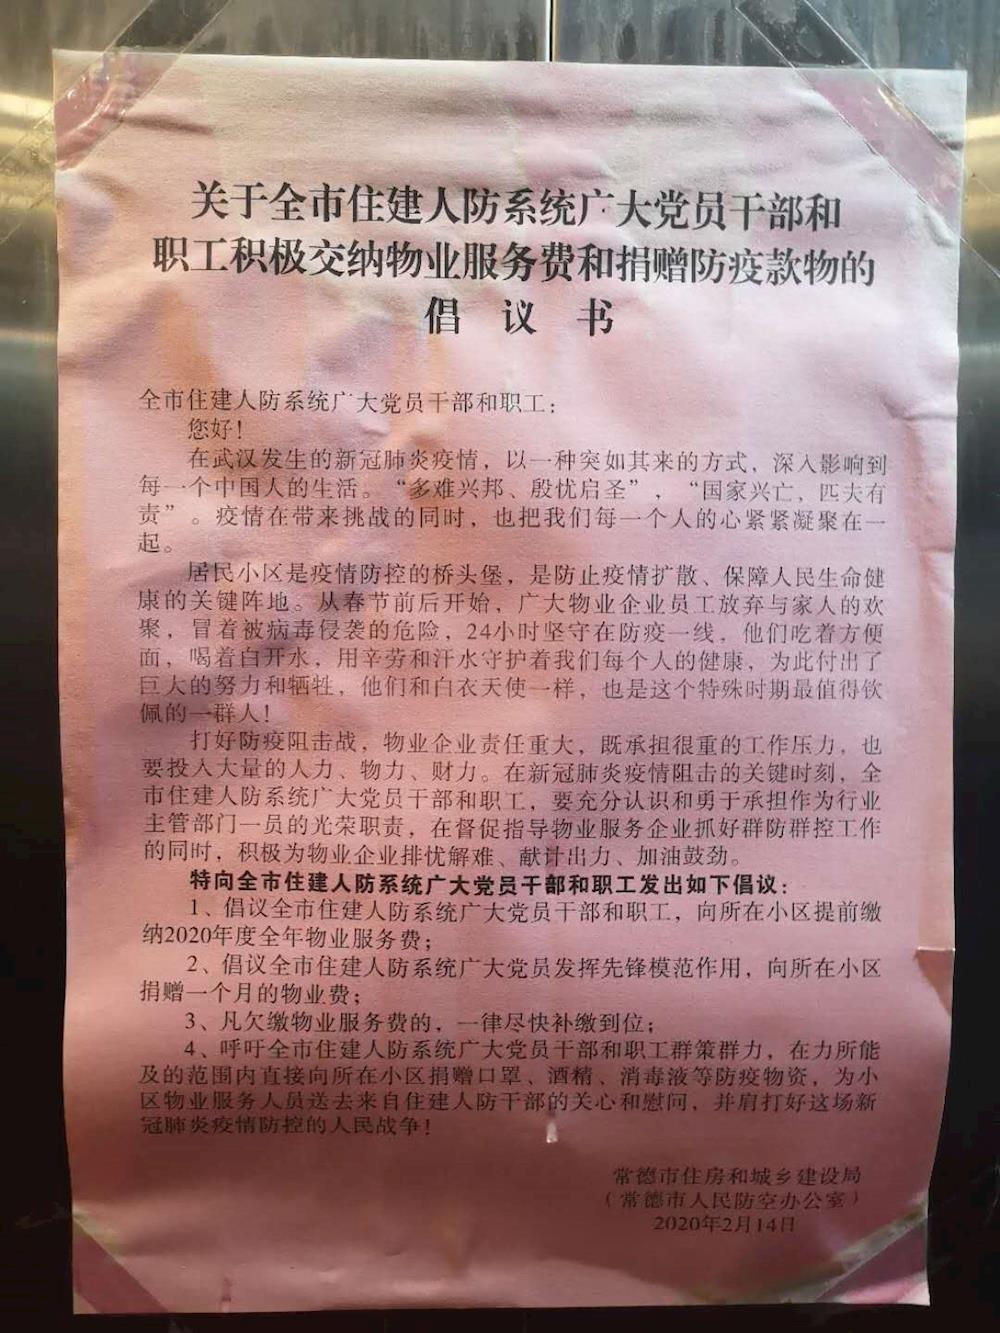 关于全市住建人防系统广大党员干部和
职工积极交纳物业服务费和捐赠防疫款物的
倡 议 书
全市住建人防系统广大党员干部和职工：
您好！
在武汉发生的新冠肺炎疫情，以一种突如其来的方式，深入影响到
每一个中国人的生活。“多难兴邦、殷忧启圣”，“国家兴亡，匹夫有
责”。疫情在带来挑战的同时，也把我们每一个人的心紧紧凝聚在一
起。
居民小区是疫情防控的桥头堡，是防止疫情扩散、保障人民生命健
康的关键阵地。从春节前后开始，广大物业企业员工放弃与家人的欢
聚，冒着被病毒侵袭的危险，24小时坚守在防疫一线，他们吃着方便
面，喝着白开水，用辛劳和汗水守护着我们每个人的健康，为此付出了
巨大的努力和牺牲，他们和白衣天使一样，也是这个特殊时期最值得钦
佩的一群人！
打好防疫阻击战，物业企业责任重大，既承担很重的工作压力，也
要投入大量的人力、物力、财力。在新冠肺炎疫情阻击的关键时刻，全
市住建人防系统广大党员干部和职工，要充分认识和勇于承担作为行业
主管部门一员的光荣职责，在督促指导物业服务企业抓好群防群控工作
的同时，积极为物业企业排忧解难、献计出力、加油鼓劲。
特向全市住建人防系统广大党员干部和职工发出如下倡议：
1、倡议全市住建人防系统广大党员干部和职工，向所在小区提前缴
纳2020年度全年物业服务费；
2、倡议全市住建人防系统广大党员发挥先锋模范作用，向所在小区
捐赠一个月的物业费；
3、凡欠缴物业服务费的，一律尽快补缴到位；
4、呼吁全市住建人防系统广大党员干部和职工群策群力，在力所能
及的范围内直接向所在小区捐赠口罩、酒精、消毒液等防疫物资，为小
区物业服务人员送去来自住建人防干部的关心和慰问，并肩打好这场新
冠肺炎疫情防控的人民战争！
常德市住房和城乡建设局
（常德市人民防空办公室）
2020年2月14日